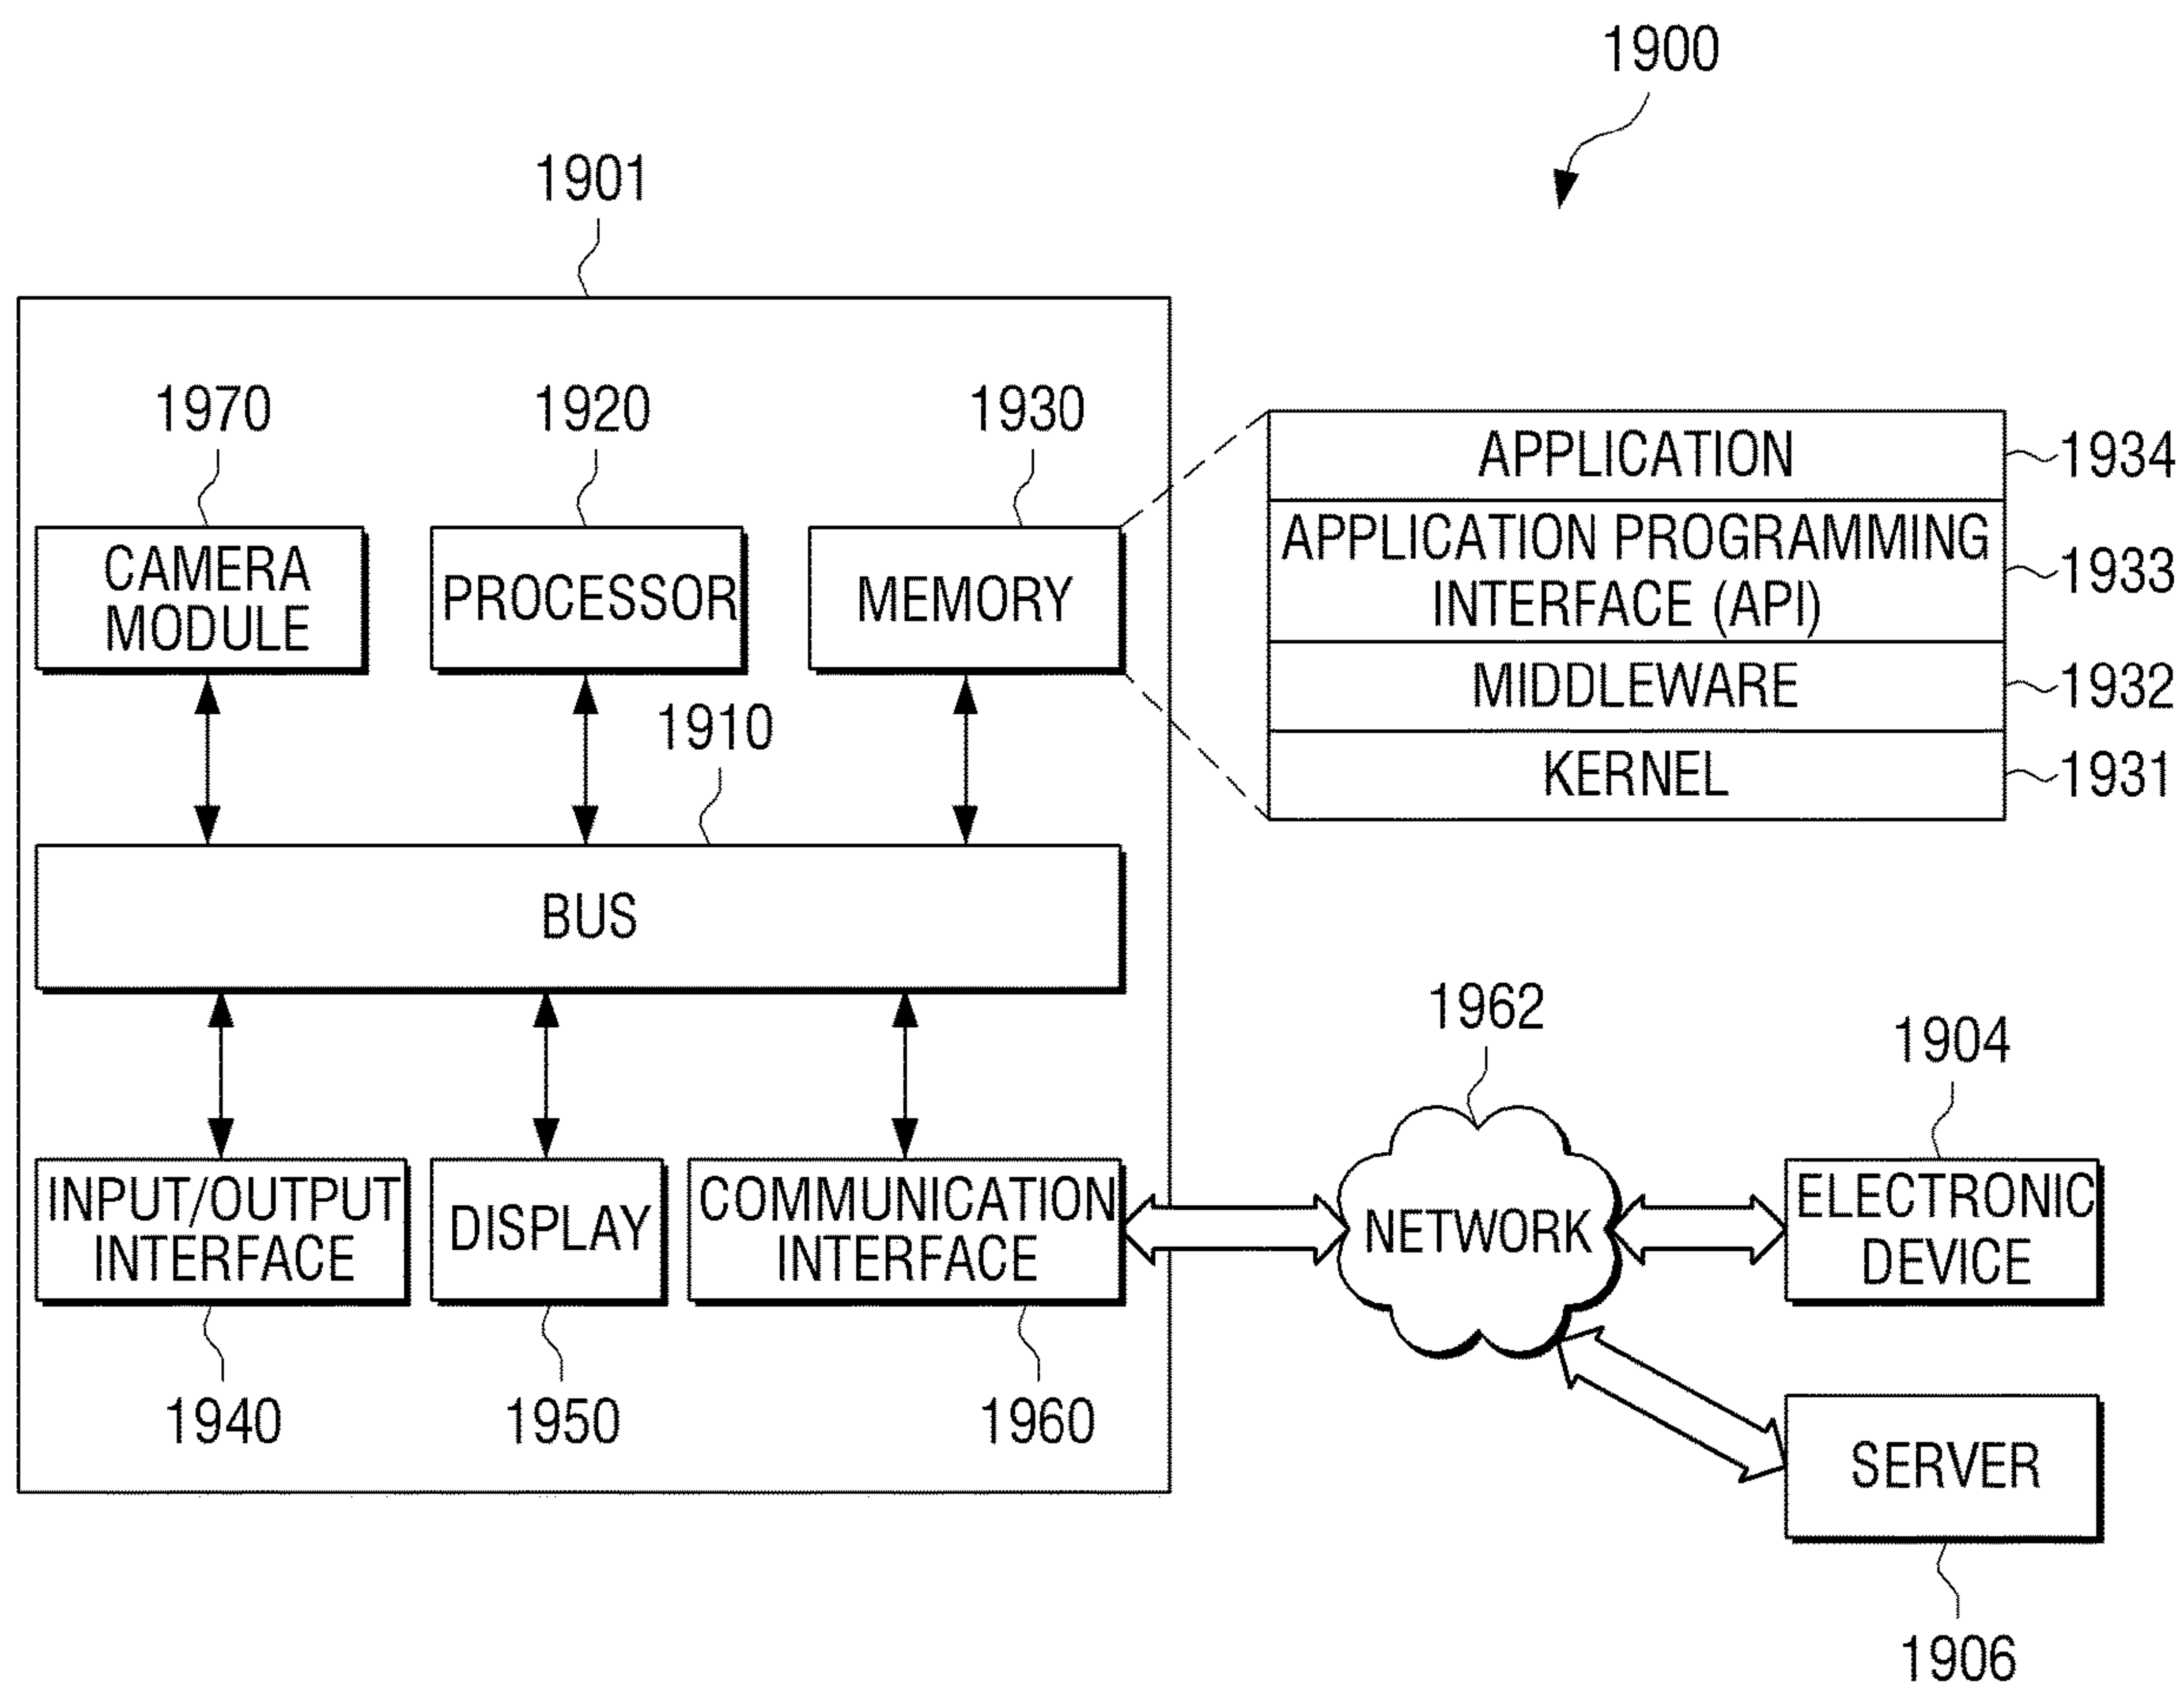 1900
1901
1970
1920
1930
CAMERA
MODULE
PROCESSOR
MEMORY
APPLICATION
1934
APPLICATION PROGRAMMING
INTERFACE (API)
1933
MIDDLEWARE
1932
KERNEL
1931
1910
BUS
INPUT/OUTPUT
INTERFACE
DISPLAY
COMMUNICATION
INTERFACE
1940
1950
1960
1962
NETWORK
1904
ELECTRONIC
DEVICE
SERVER
1906